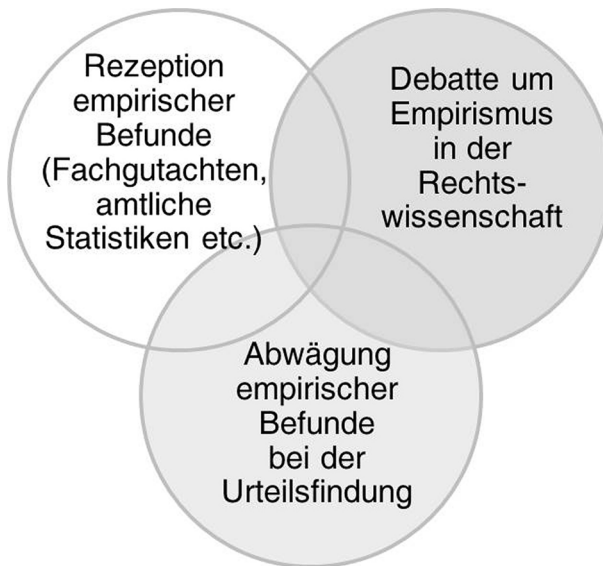 Rezeption
empirischer
Befunde
(Fachgutachten,
amtliche
Statistiken etc.)
Debatte um
Empirismus
in der
Rechts-
wissenschaft
Abwägung
empirischer
Befunde
bei der
Urteilsfindung